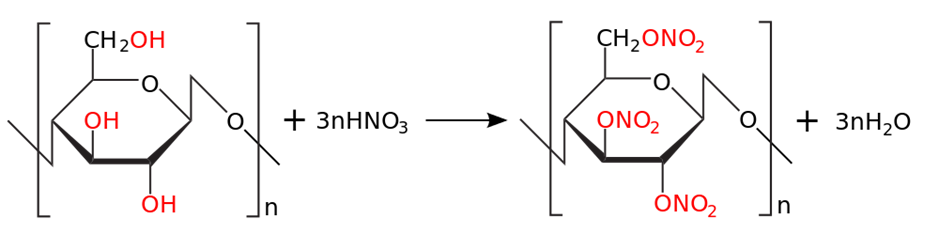 CH₂OH
O
OH
O
OH
n
+ 3nHNO₃
CH₂ONO₂
O
ONO₂
O
ONO₂
n
+ 3nH₂O